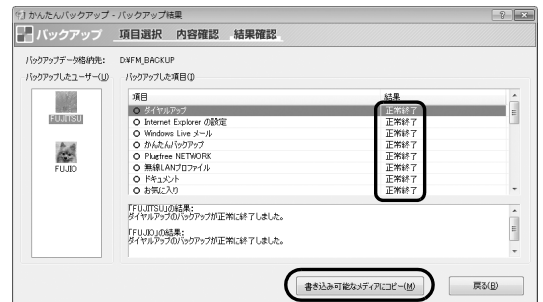 かんたんバックアップ - バックアップ結果
バックアップ 項目選択 内容確認 結果確認
バックアップデータ格納先: D:¥FM_BACKUP
バックアップしたユーザー(U) バックアップした項目(I)
FUJITSU
FUJIO
項目 結果
ダイヤルアップ 正常終了
Internet Explorer の設定 正常終了
Windows Live メール 正常終了
かんたんバックアップ 正常終了
Plugfree NETWORK 正常終了
無線LANプロファイル 正常終了
ドキュメント 正常終了
お気に入り 正常終了
「FUJITSU」の結果:
ダイヤルアップのバックアップが正常に終了しました。
「FUJIO」の結果:
ダイヤルアップのバックアップが正常に終了しました。
書き込み可能なメディアにコピー(M) 戻る(B)